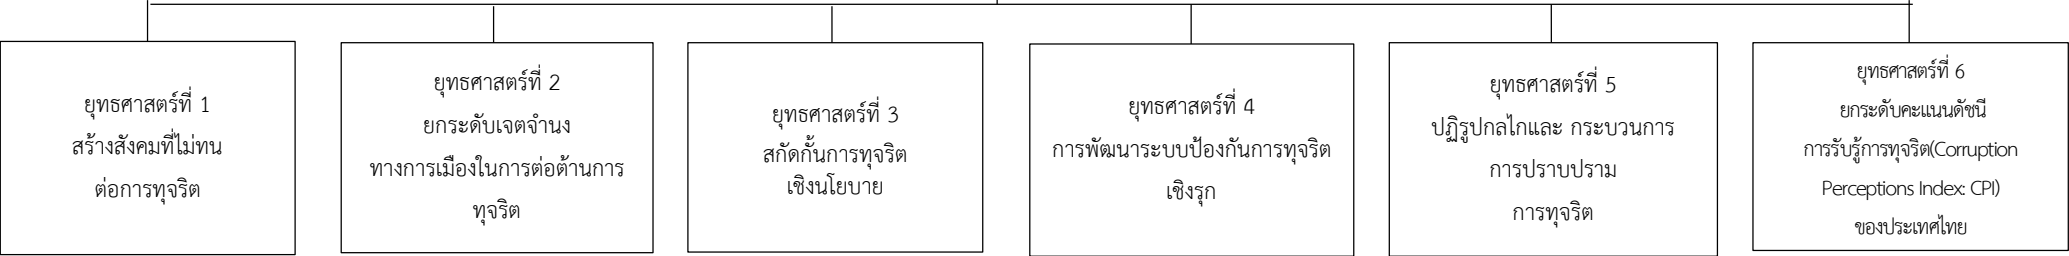 ยุทธศาสตร์ที่ 1
สร้างสังคมที่ไม่ทน
ต่อการทุจริต
ยุทธศาสตร์ที่ 2
ยกระดับเจตจำนง
ทางการเมืองในการต่อต้านการ
ทุจริต
ยุทธศาสตร์ที่ 3
สกัดกั้นการทุจริต
เชิงนโยบาย
ยุทธศาสตร์ที่ 4
การพัฒนาระบบป้องกันการทุจริต
เชิงรุก
ยุทธศาสตร์ที่ 5
ปฏิรูปกลไกและ กระบวนการ
การปราบปราม
การทุจริต
ยุทธศาสตร์ที่ 6
ยกระดับคะแนนดัชนี
การรับรู้การทุจริต(Corruption
Perceptions Index: CPI)
ของประเทศไทย